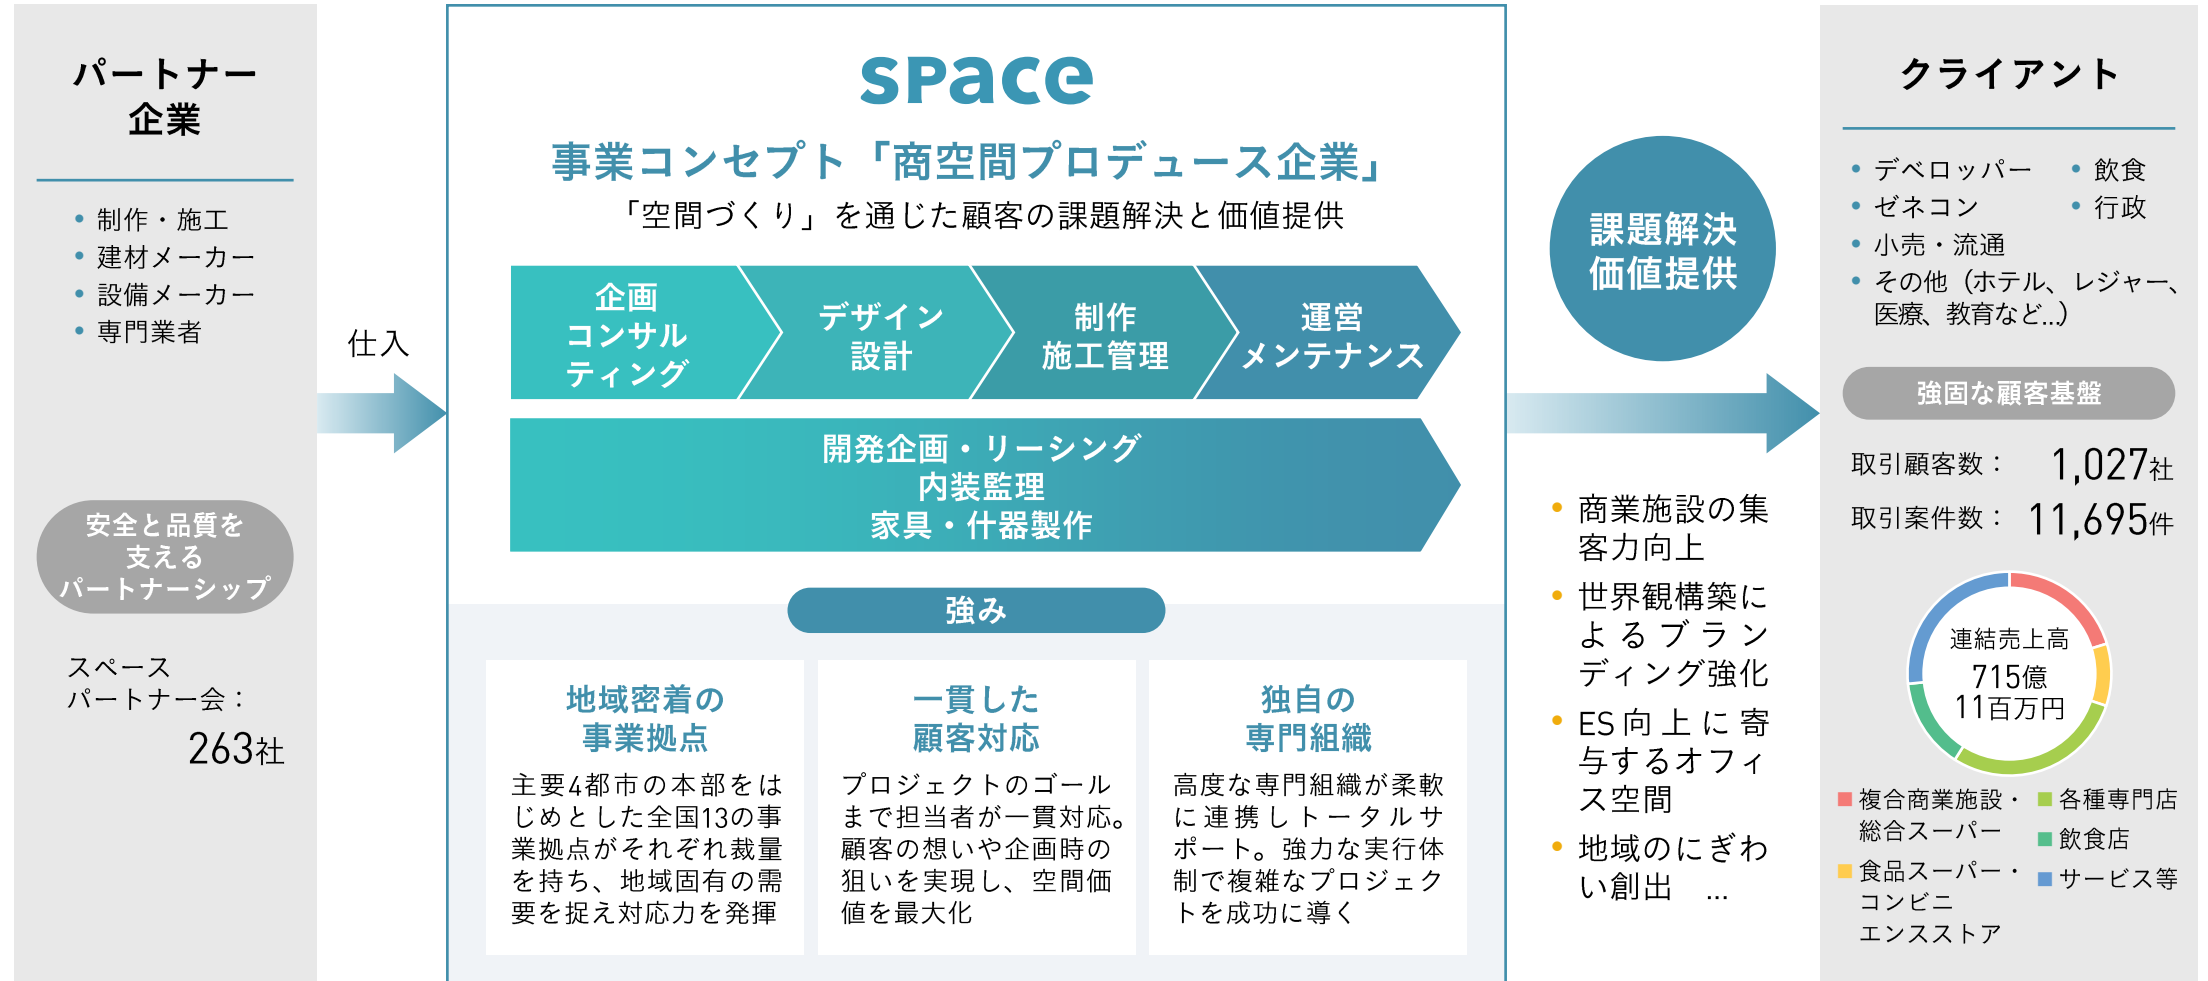 パートナー
企業
・制作・施工
・建材メーカー
・設備メーカー
・専門業者
安全と品質を
支える
パートナーシップ
スペース
パートナー会：
263社
仕入
space
事業コンセプト「商空間プロデュース企業」
「空間づくり」を通じた顧客の課題解決と価値提供
企画
コンサル
ティング
デザイン
設計
制作
施工管理
運営
メンテナンス
開発企画・リーシング
内装監理
家具・什器製作
強み
地域密着の
事業拠点
主要4都市の本部をは
じめとした全国13の事
業拠点がそれぞれ裁量
を持ち、地域固有の需
要を捉え対応力を発揮
一貫した
顧客対応
プロジェクトのゴール
まで担当者が一貫対応。
顧客の想いや企画時の
狙いを実現し、空間価
値を最大化
独自の
専門組織
高度な専門組織が柔軟
に連携しトータルサ
ポート。強力な実行体
制で複雑なプロジェク
トを成功に導く
課題解決
価値提供
・商業施設の集
客力向上
・世界観構築に
よるブラン
ディング強化
・ES向上に寄
与するオフィ
ス空間
・地域のにぎわ
い創出　…
クライアント
・デベロッパー
・ゼネコン
・小売・流通
・その他（ホテル、レジャー、
医療、教育など…）
・飲食
・行政
強固な顧客基盤
取引顧客数： 1,027社
取引案件数： 11,695件
連結売上高
715億
11百万円
複合商業施設・
総合スーパー
食品スーパー・
コンビニ
エンスストア
各種専門店
飲食店
サービス等